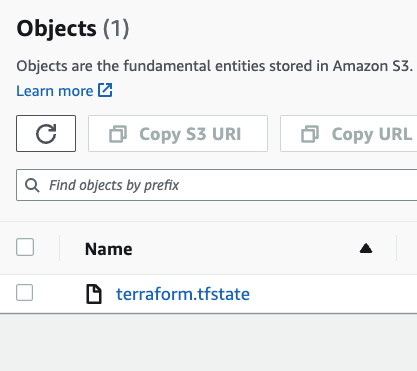 Objects (1)
Objects are the fundamental entities stored in Amazon S3.
Learn more
Copy S3 URI
Copy URL
Find objects by prefix
Name
terraform.tfstate